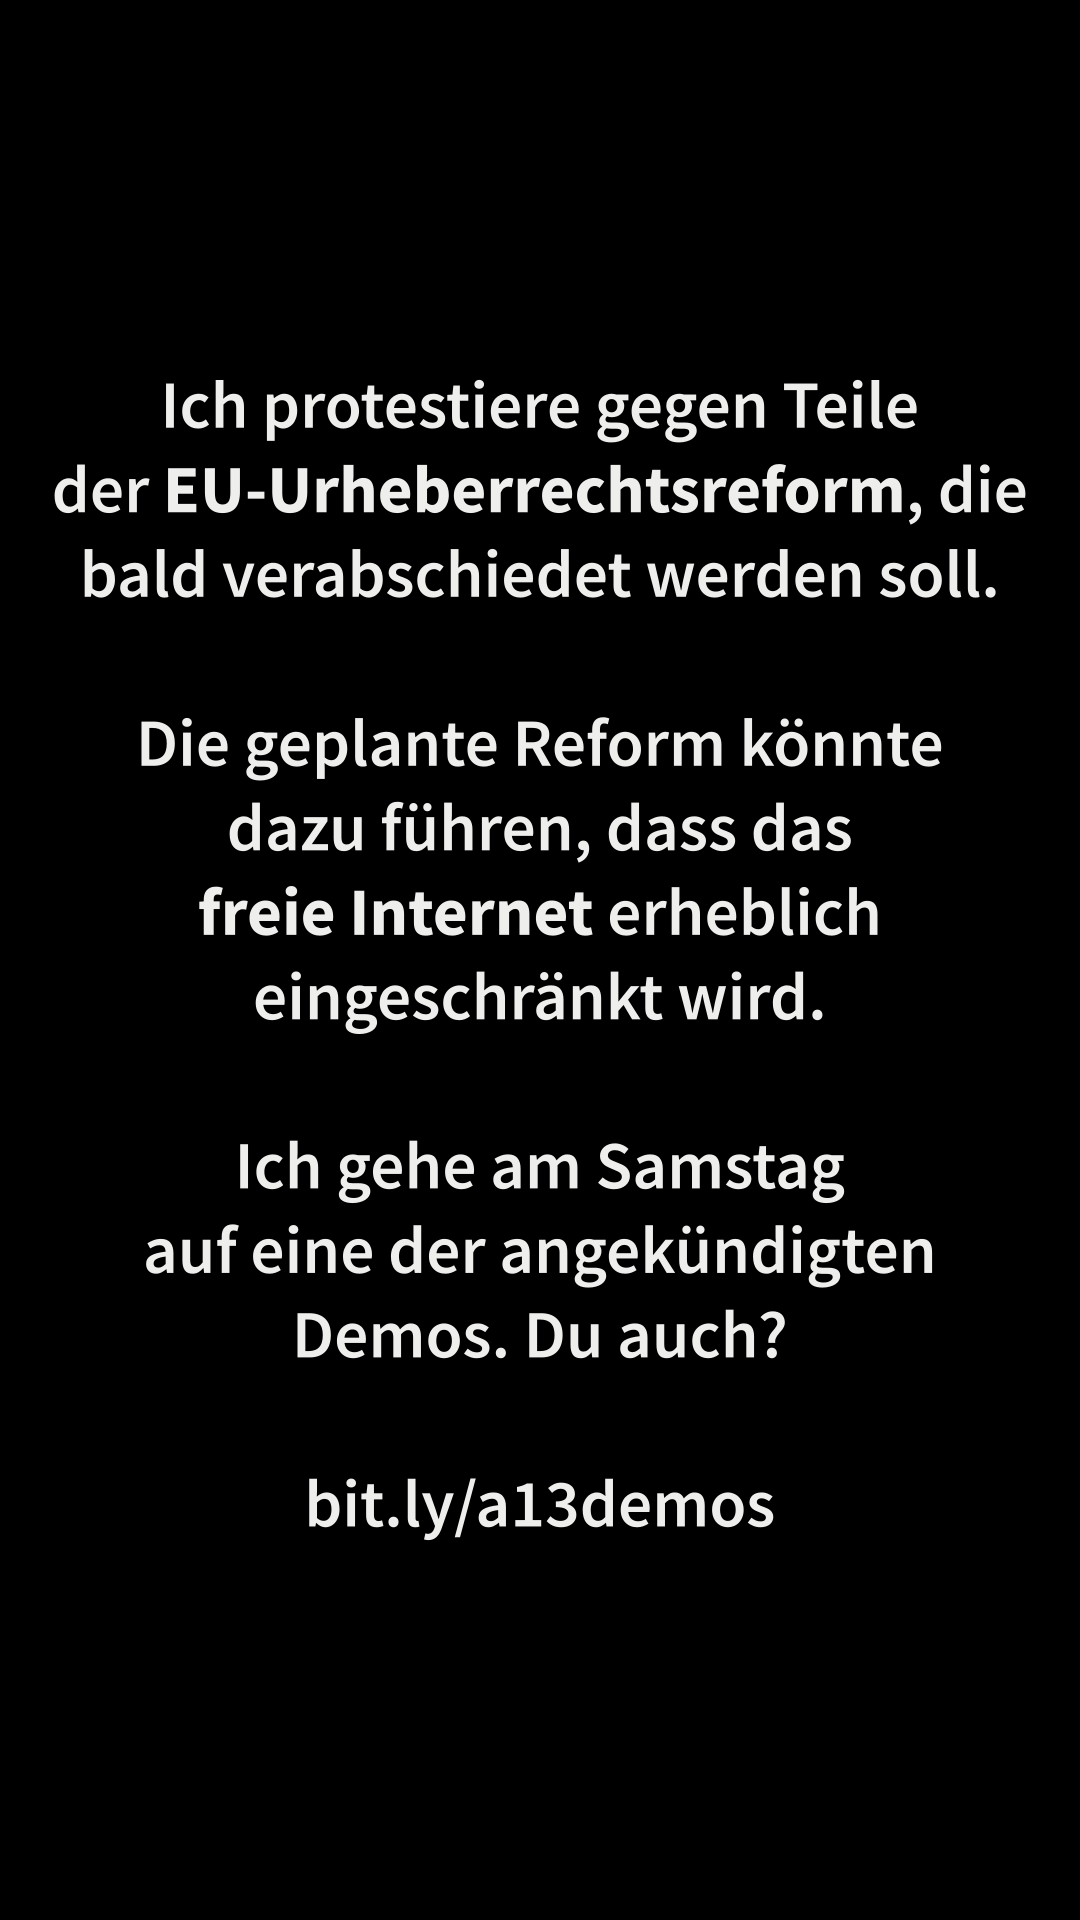 Ich protestiere gegen Teile
der EU-Urheberrechtsreform, die
bald verabschiedet werden soll.
Die geplante Reform könnte
dazu führen, dass das
freie Internet erheblich
eingeschränkt wird.
Ich gehe am Samstag
auf eine der angekündigten
Demos. Du auch?
bit.ly/a13demos